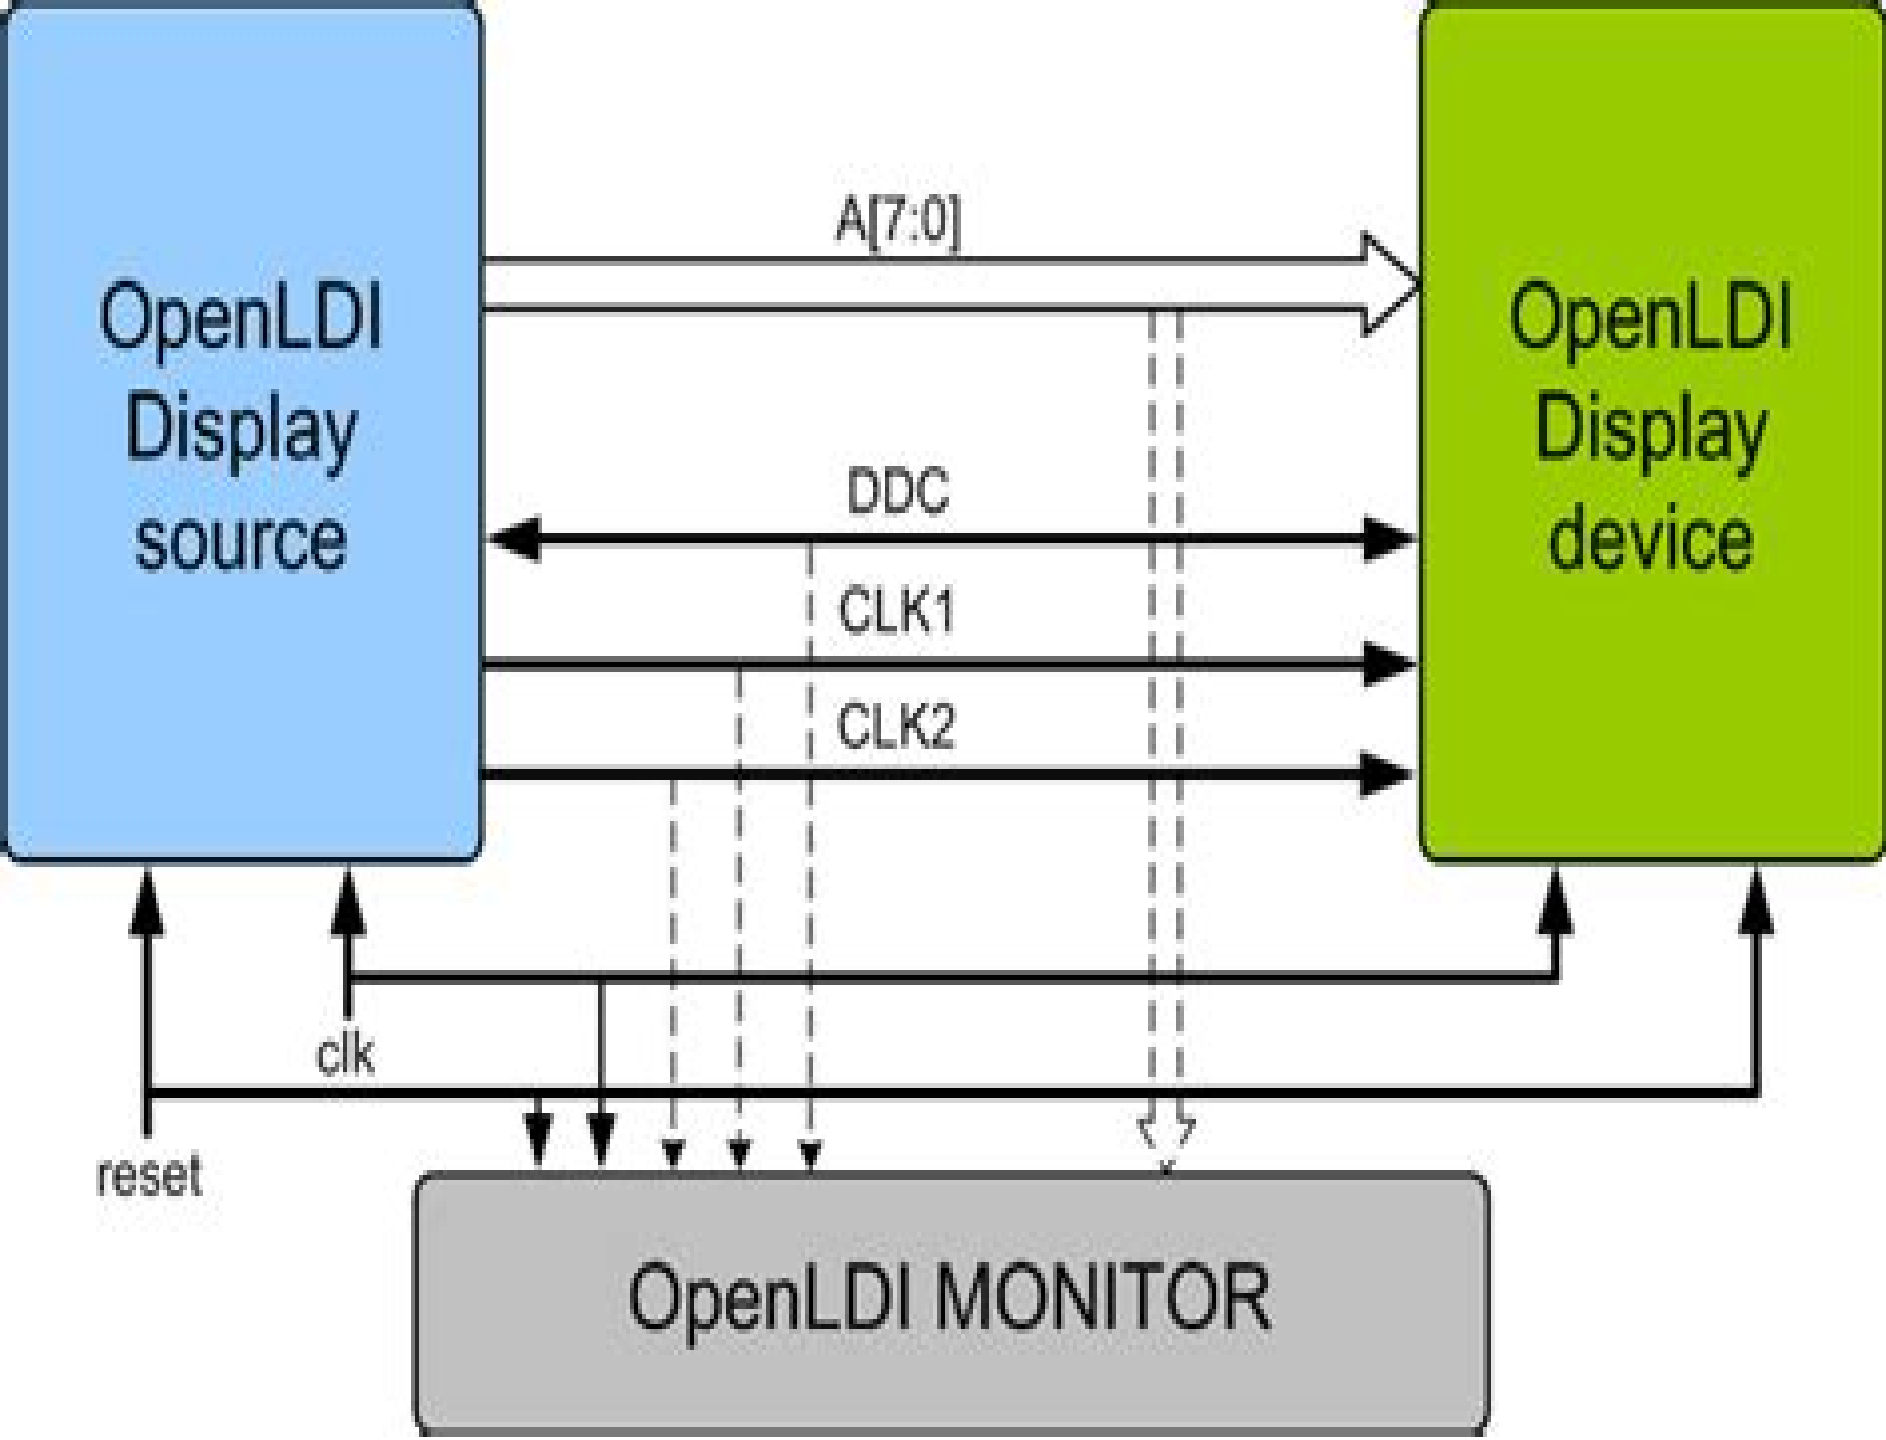 A[7:0]
OpenLDI
Display
source
OpenLDI
Display
device
DDC
CLK1
CLK2
clk
reset
OpenLDI MONITOR